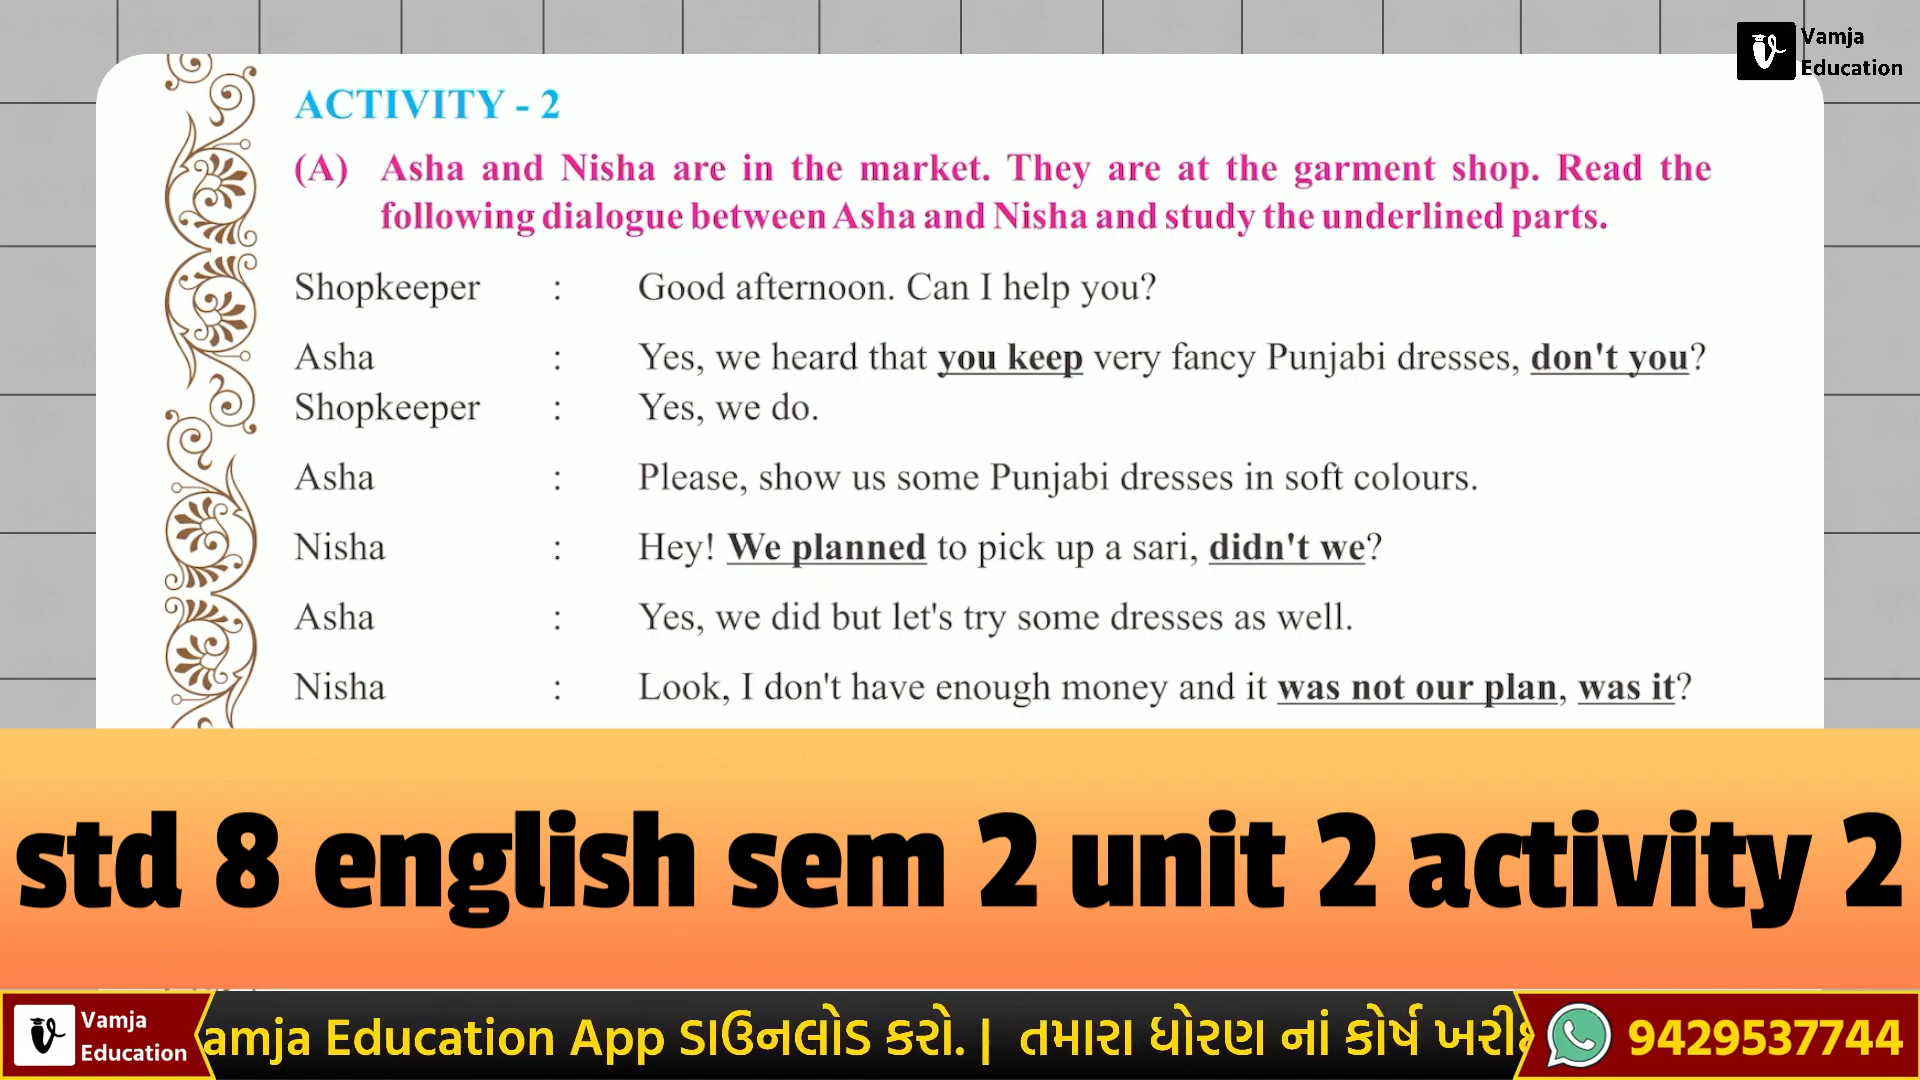 Vamja
Education
ACTIVITY - 2
(A) Asha and Nisha are in the market. They are at the garment shop. Read the
following dialogue between Asha and Nisha and study the underlined parts.
Shopkeeper : Good afternoon. Can I help you?
Asha : Yes, we heard that you keep very fancy Punjabi dresses, don't you?
Shopkeeper : Yes, we do.
Asha : Please, show us some Punjabi dresses in soft colours.
Nisha : Hey! We planned to pick up a sari, didn't we?
Asha : Yes, we did but let's try some dresses as well.
Nisha : Look, I don't have enough money and it was not our plan, was it?
std 8 english sem 2 unit 2 activity 2
Vamja
Education
amja Education App ડાઉનલોડ કરો. | તમારા ધોરણ નાં કોર્ષ
9429537744